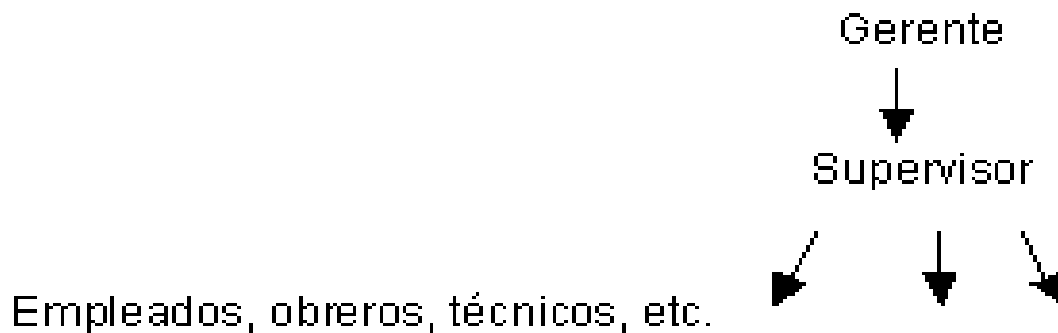 Gerente
Supervisor
Empleados, obreros, técnicos, etc.